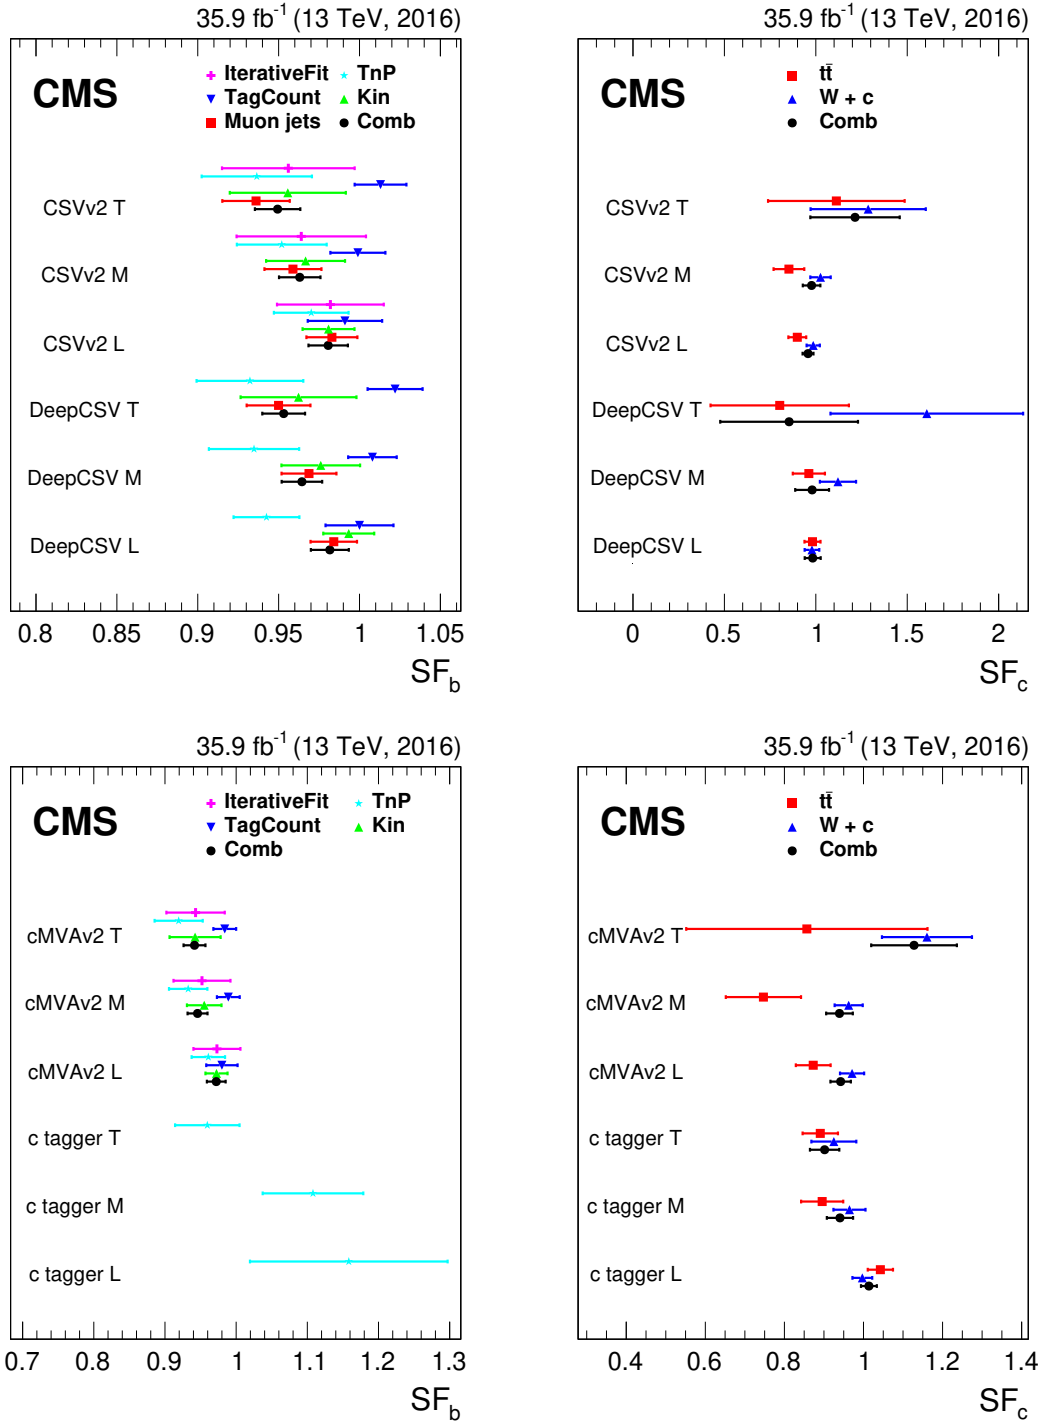 35.9 fb⁻¹ (13 TeV, 2016)
CMS
IterativeFit TnP
TagCount Kin
Muon jets Comb
CSVv2 T
CSVv2 M
CSVv2 L
DeepCSV T
DeepCSV M
DeepCSV L
0.8 0.85 0.9 0.95 1 1.05
SF_b
35.9 fb⁻¹ (13 TeV, 2016)
CMS
tt̄
W + c
Comb
CSVv2 T
CSVv2 M
CSVv2 L
DeepCSV T
DeepCSV M
DeepCSV L
0 0.5 1 1.5 2
SF_c
35.9 fb⁻¹ (13 TeV, 2016)
CMS
IterativeFit TnP
TagCount Kin
Comb
cMVAv2 T
cMVAv2 M
cMVAv2 L
c tagger T
c tagger M
c tagger L
0.7 0.8 0.9 1 1.1 1.2 1.3
SF_b
35.9 fb⁻¹ (13 TeV, 2016)
CMS
tt̄
W + c
Comb
cMVAv2 T
cMVAv2 M
cMVAv2 L
c tagger T
c tagger M
c tagger L
0.4 0.6 0.8 1 1.2 1.4
SF_c